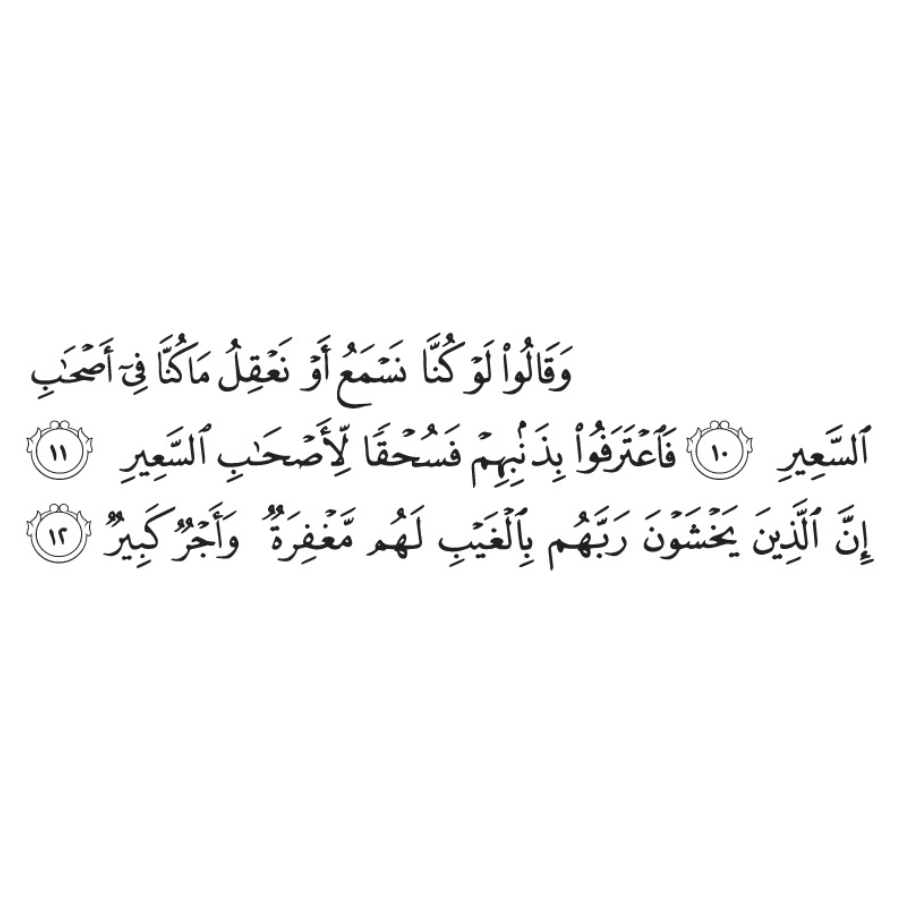 وَقَالُوا۟ لَوْ كُنَّا نَسْمَعُ أَوْ نَعْقِلُ مَا كُنَّا فِىٓ أَصْحَٰبِ
ٱلسَّعِيرِ ١٠ فَٱعْتَرَفُوا۟ بِذَنۢبِهِمْ فَسُحْقًا لِّأَصْحَٰبِ ٱلسَّعِيرِ ١١
إِنَّ ٱلَّذِينَ يَخْشَوْنَ رَبَّهُم بِٱلْغَيْبِ لَهُم مَّغْفِرَةٌ وَأَجْرٌ كَبِيرٌ ١٢